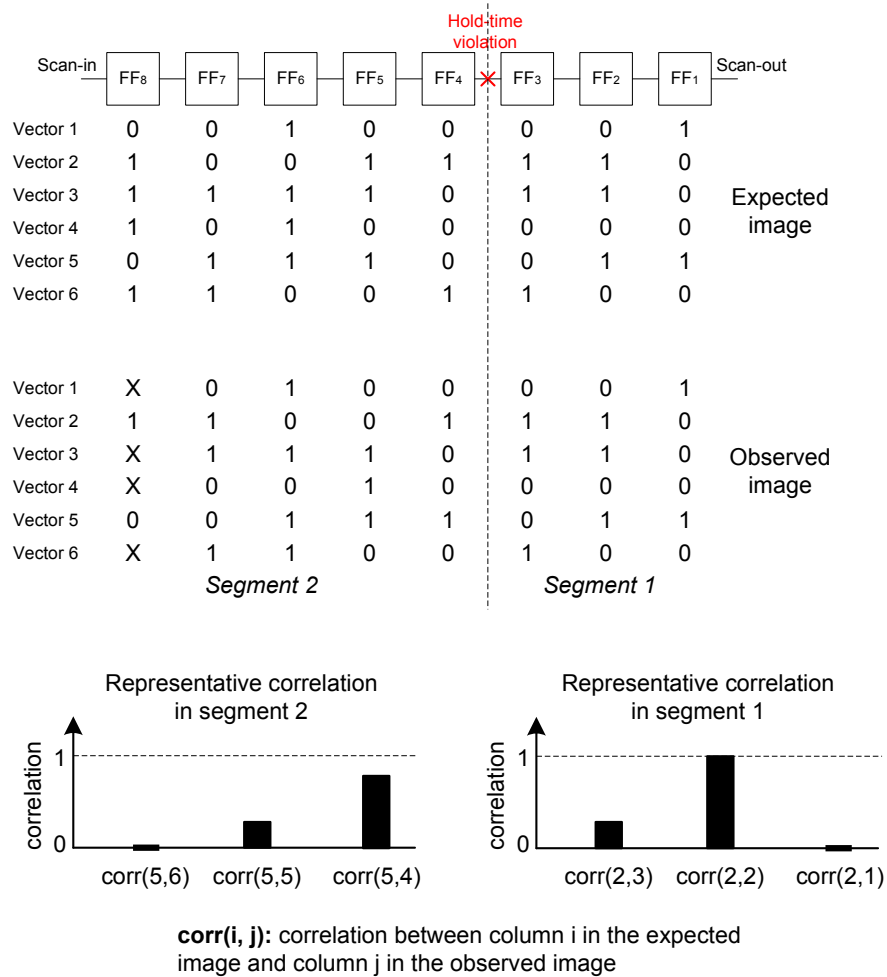 Hold-time
violation
Scan-in FF8 FF7 FF6 FF5 FF4 FF3 FF2 FF1 Scan-out
Vector 1 0 0 1 0 0 0 0 1
Vector 2 1 0 0 1 1 1 1 0
Vector 3 1 1 1 1 0 1 1 0
Vector 4 1 0 1 0 0 0 0 0
Vector 5 0 1 1 1 0 0 1 1
Vector 6 1 1 0 0 1 1 0 0
Expected
image
Vector 1 X 0 1 0 0 0 0 1
Vector 2 1 1 0 0 1 1 1 0
Vector 3 X 1 1 1 0 1 1 0
Vector 4 X 0 0 1 0 0 0 0
Vector 5 0 0 1 1 1 0 1 1
Vector 6 X 1 1 0 0 1 0 0
Observed
image
Segment 2 Segment 1
Representative correlation
in segment 2
correlation
1
0
corr(5,6) corr(5,5) corr(5,4)
Representative correlation
in segment 1
correlation
1
0
corr(2,3) corr(2,2) corr(2,1)
corr(i, j): correlation between column i in the expected
image and column j in the observed image